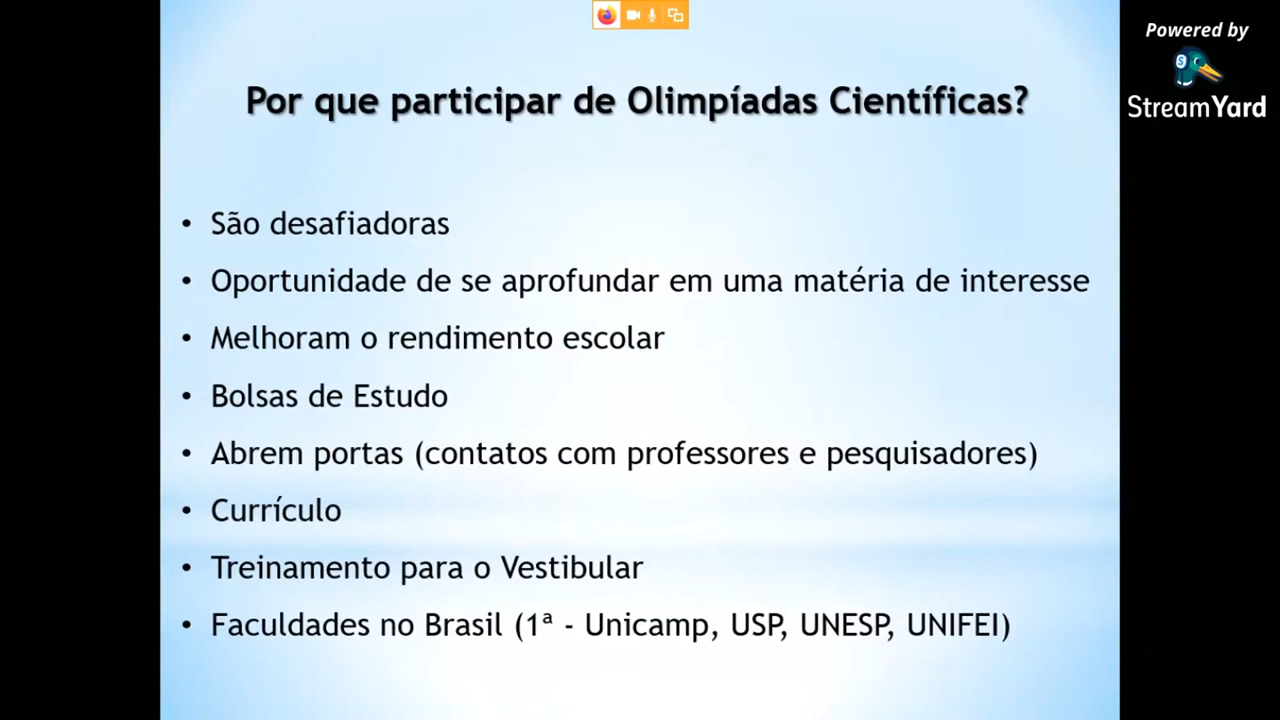 Powered by
StreamYard
Por que participar de Olimpíadas Científicas?
• São desafiadoras
• Oportunidade de se aprofundar em uma matéria de interesse
• Melhoram o rendimento escolar
• Bolsas de Estudo
• Abrem portas (contatos com professores e pesquisadores)
• Currículo
• Treinamento para o Vestibular
• Faculdades no Brasil (1ª - Unicamp, USP, UNESP, UNIFEI)